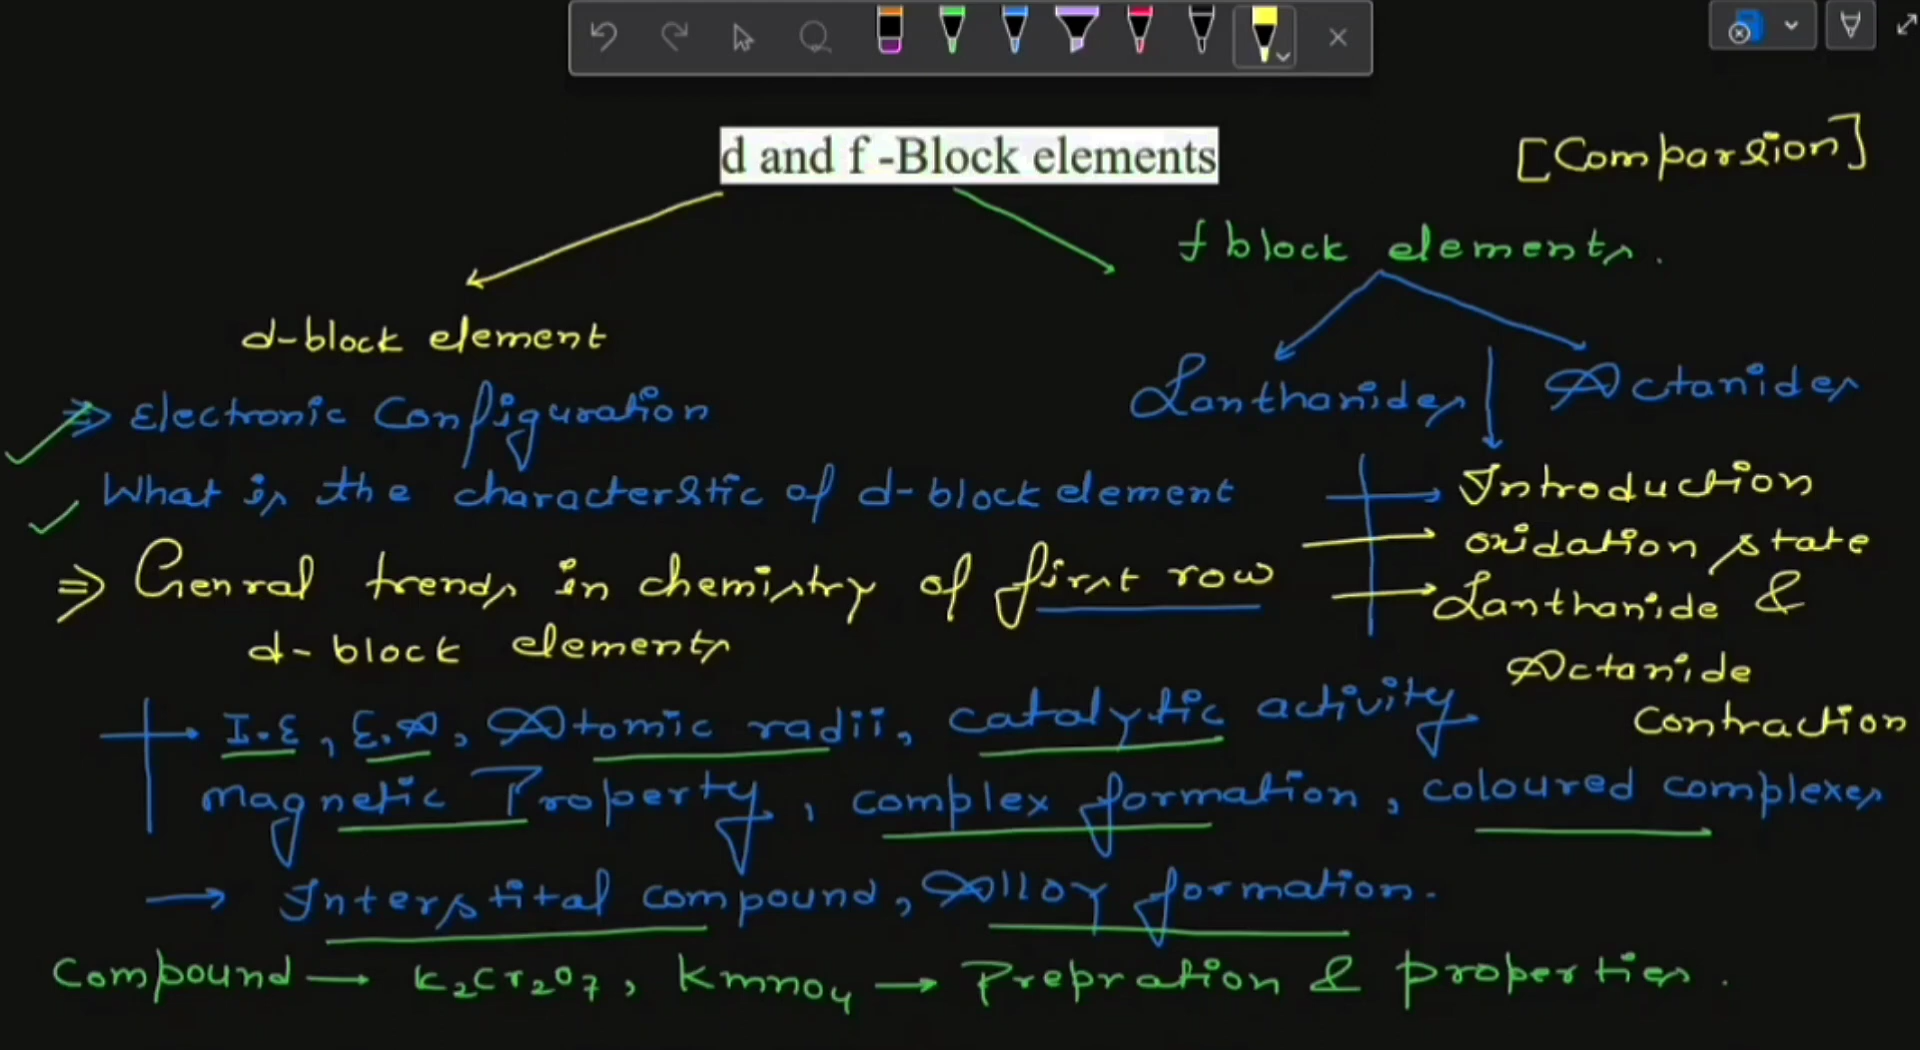 d and f -Block elements
[Comparsion]
f block elements.
d-block element
Lanthanides
Actanides
⇒ Electronic Configuration
What is the characterstic of d-block element
⇒ Genral trends in chemistry of first row
d-block elements
→ I.E, E.A, Atomic radii, catalytic activity
magnetic Property, complex formation, coloured complexes
→ Interstital compound, Alloy formation.
Introduction
oxidation state
Lanthanide &
Actanide
contraction
Compound → K₂Cr₂O₇, Kmno₄ → Prepration & properties.